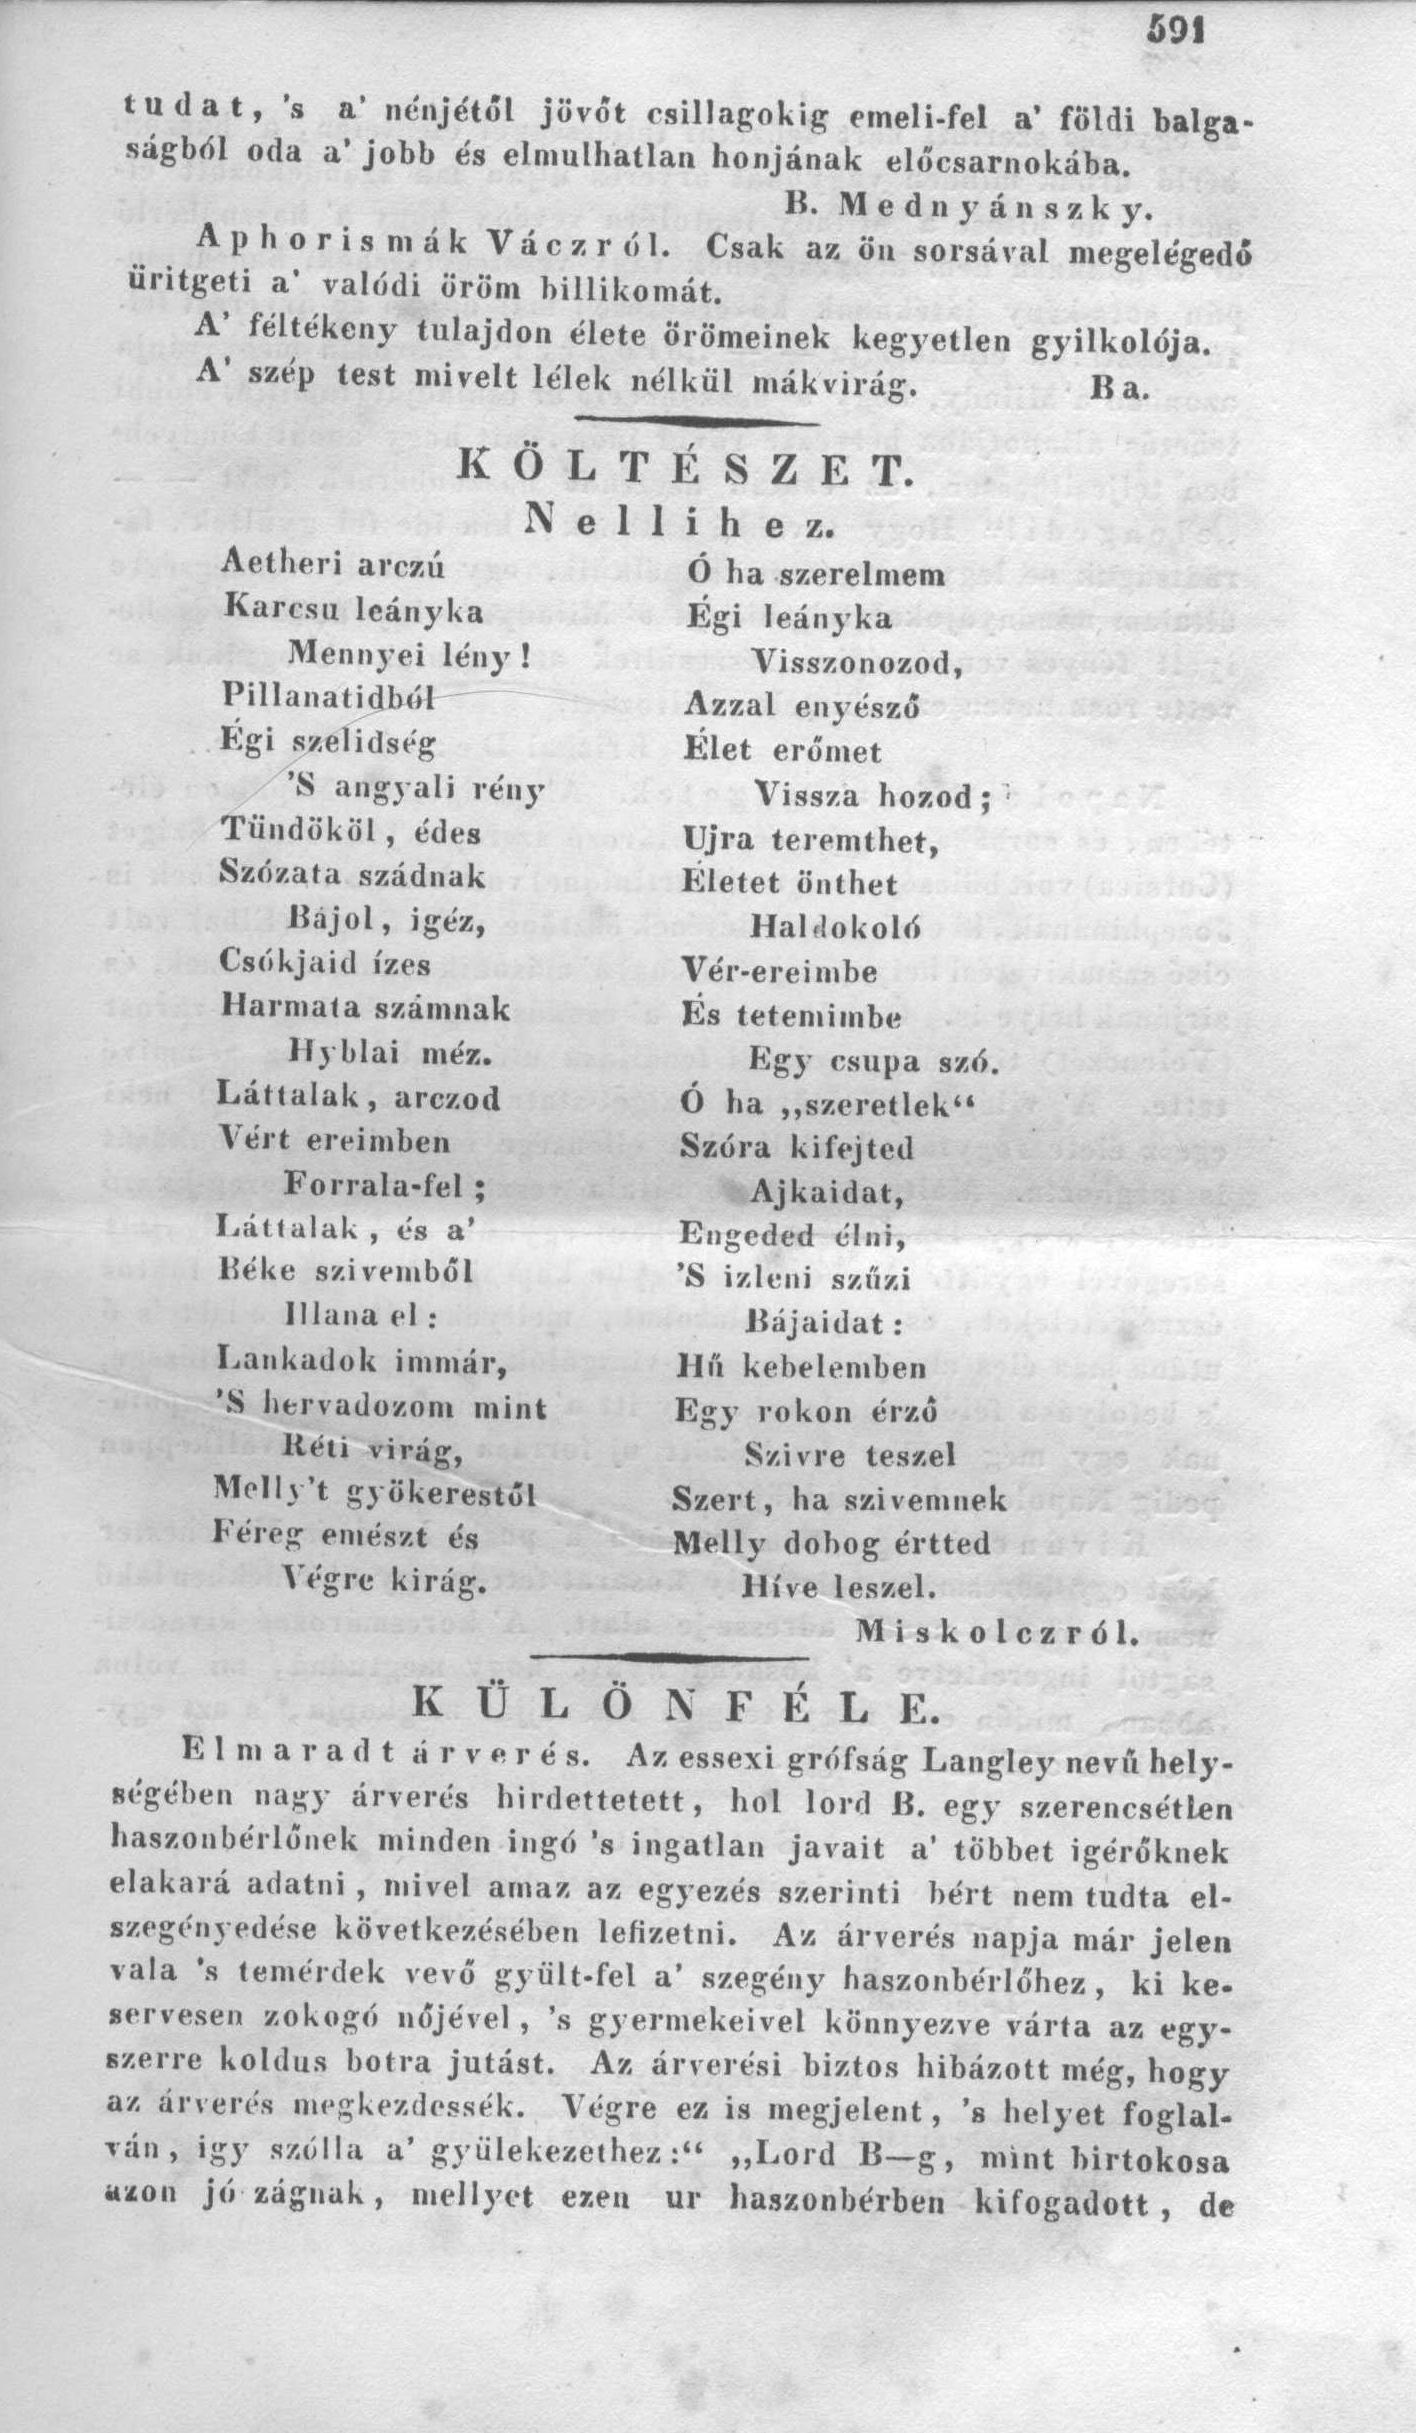 591
tudat, 's a' nénjétől jövőt csillagokig emeli-fel a' földi balga-
ságból oda a' jobb és elmulhatlan honjának előcsarnokába.
B. Mednyánszky.
Aphorismák Váczról. Csak az ön sorsával megelégedő
üritgeti a' valódi öröm billikomát.
A' féltékeny tulajdon élete örömeinek kegyetlen gyilkolója.
A' szép test mivelt lélek nélkül mákvirág. Ba.
KÖLTÉSZET.
Nellihez.
Aetheri arczú
Karcsu leányka
Mennyei lény!
Pillanatidból
Égi szelidség
'S angyali rény
Tündököl, édes
Szózata szádnak
Bájol, igéz,
Csókjaid ízes
Harmata számnak
Hyblai méz.
Láttalak, arczod
Vért ereimben
Forrala-fel;
Láttalak, és a'
Béke szivemből
Illana el:
Lankadok immár,
'S hervadozom mint
Réti virág,
Melly't gyökerestől
Féreg emészt és
Végre kirág.
Ó ha szerelmem
Égi leányka
Visszonozod,
Azzal enyésző
Élet erőmet
Vissza hozod;
Ujra teremthet,
Életet önthet
Haldokoló
Vér-ereimbe
És tetemimbe
Egy csupa szó.
Ó ha „szeretlek“
Szóra kifejted
Ajkaidat,
Engeded élni,
'S izleni szűzi
Bájaidat:
Hű kebelemben
Egy rokon érző
Szivre teszel
Szert, ha szivemnek
Melly dobog értted
Híve leszel.
Miskolczról.
KÜLÖNFÉLE.
Elmaradt árverés. Az essexi grófság Langley nevű hely-
ségében nagy árverés hirdettetett, hol lord B. egy szerencsétlen
haszonbérlőnek minden ingó 's ingatlan javait a' többet igérőknek
elakará adatni, mivel amaz az egyezés szerinti bért nem tudta el-
szegényedése következésében lefizetni. Az árverés napja már jelen
vala 's temérdek vevő gyült-fel a' szegény haszonbérlőhez, ki ke-
servesen zokogó nőjével, 's gyermekeivel könnyezve várta az egy-
szerre koldus botra jutást. Az árverési biztos hibázott még, hogy
az árverés megkezdessék. Végre ez is megjelent, 's helyet foglal-
ván, igy szólla a' gyülekezethez:“ „Lord B—g, mint birtokosa
azon jó zágnak, mellyet ezen ur haszonbérben kifogadott, de